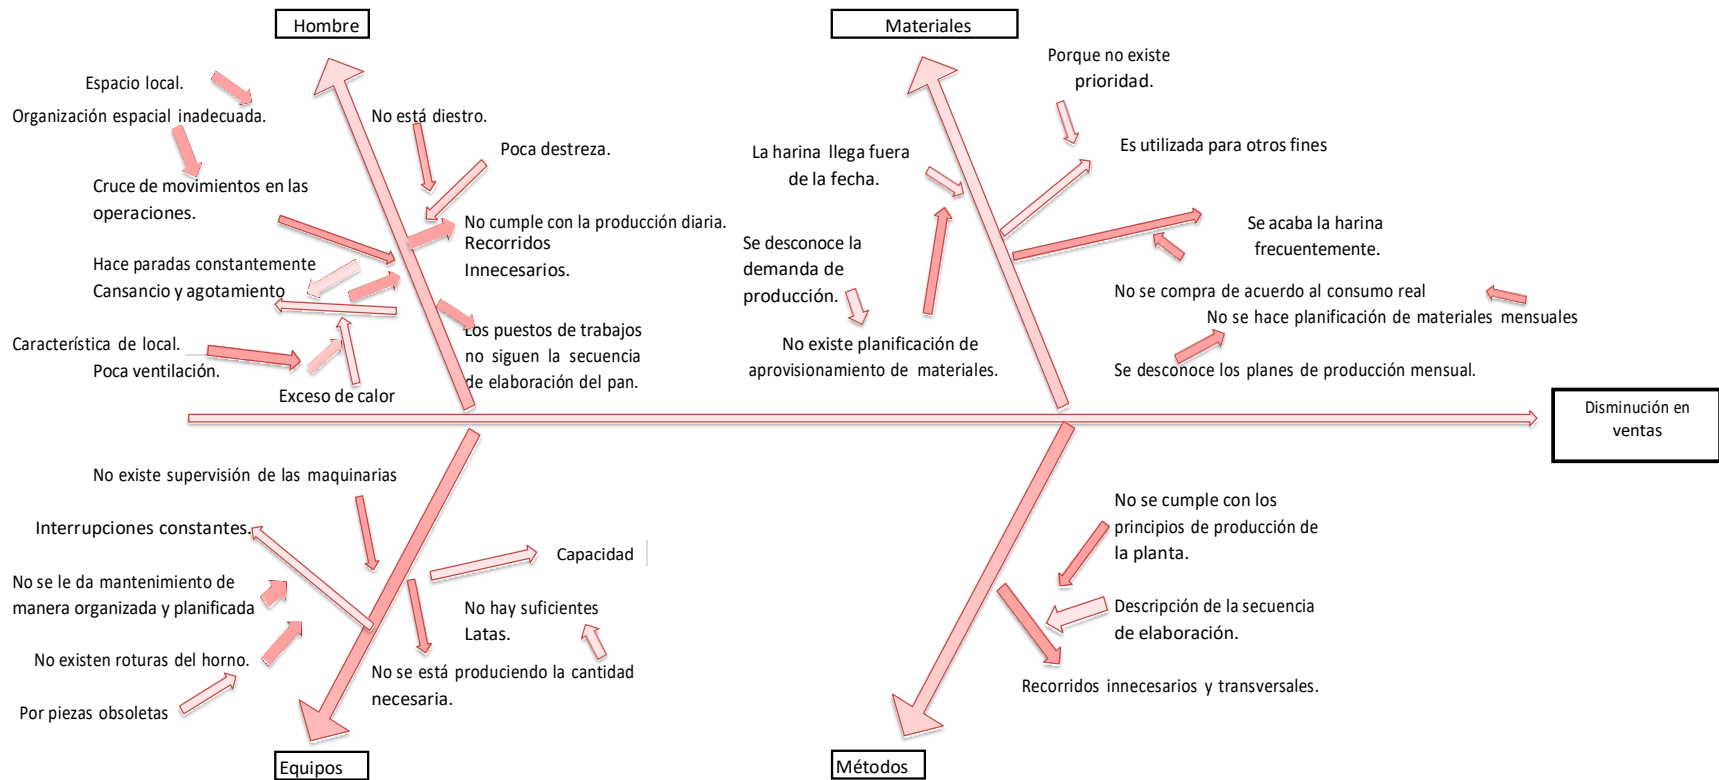 Hombre
Materiales
Espacio local.
Organización espacial inadecuada.
No está diestro.
Poca destreza.
Cruce de movimientos en las
operaciones.
No cumple con la producción diaria.
Recorridos
Innecesarios.
Hace paradas constantemente
Cansancio y agotamiento
Los puestos de trabajos
no siguen la secuencia
de elaboración del pan.
Característica de local.
Poca ventilación.
Exceso de calor
Porque no existe
prioridad.
Es utilizada para otros fines
La harina llega fuera
de la fecha.
Se desconoce la
demanda de
producción.
Se acaba la harina
frecuentemente.
No se compra de acuerdo al consumo real
No se hace planificación de materiales mensuales
No existe planificación de
aprovisionamiento de materiales.
Se desconoce los planes de producción mensual.
Disminución en
ventas
No existe supervisión de las maquinarias
Interrupciones constantes.
Capacidad
No se le da mantenimiento de
manera organizada y planificada
No hay suficientes
Latas.
No existen roturas del horno.
No se está produciendo la cantidad
necesaria.
Por piezas obsoletas
No se cumple con los
principios de producción de
la planta.
Descripción de la secuencia
de elaboración.
Recorridos innecesarios y transversales.
Equipos
Métodos